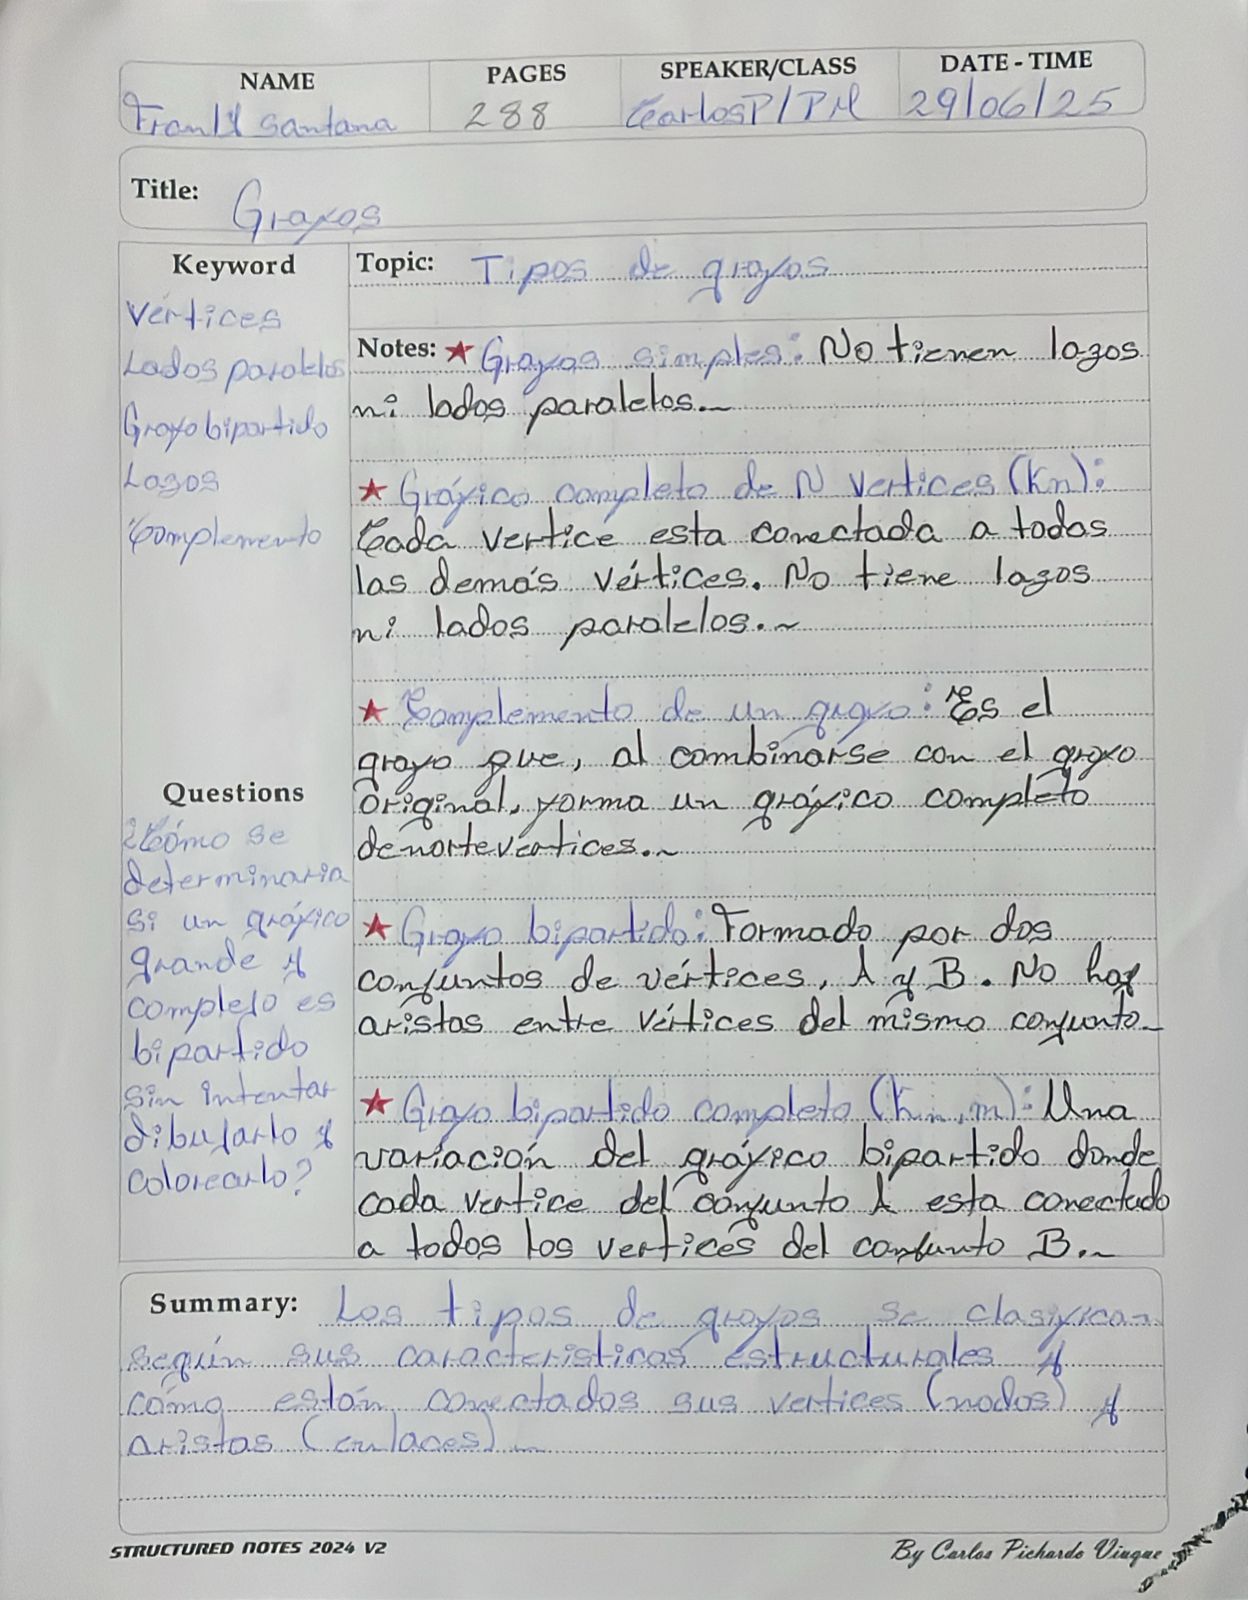 NAME PAGES SPEAKER/CLASS DATE - TIME
Santana 288 CarlosP/PM 29/06/25
Title: Grafos
Keyword
Vértices
Lados paralelos
Grafo bipartido
Lazos
Complemento
Questions
¿Cómo se
determinaria
si un gráfico
grande y
complejo es
bipartido
sin intentar
dibujarlo y
colorearlo?
Topic: Tipos de grafos
Notes: ★ Grafos simples: No tienen lazos
ni lados paralelos.
★ Gráfico completo de N vertices (Kn):
Cada vertice esta conectada a todas
las demás vértices. No tiene lazos
ni lados paralelos.~
★ Complemento de un grafo: Es el
grafo que, al combinarse con el grafo
original, forma un gráfico completo
de norte vértices.~
★ Grafo bipartido: Formado por dos
conjuntos de vértices, A y B. No hay
aristas entre vértices del mismo conjunto.
★ Grafo bipartido completo (Kn,m): Una
variación del gráfico bipartido donde
cada vertice del conjunto A esta conectado
a todos los vertices del conjunto B.~
Summary: Los tipos de grafos se clasifican
según sus caracteristicas estructurales y
cómo están conectados sus vertices (nodos) y
aristas (enlaces).
STRUCTURED NOTES 2024 V2 By Carlos Pichardo Viuque